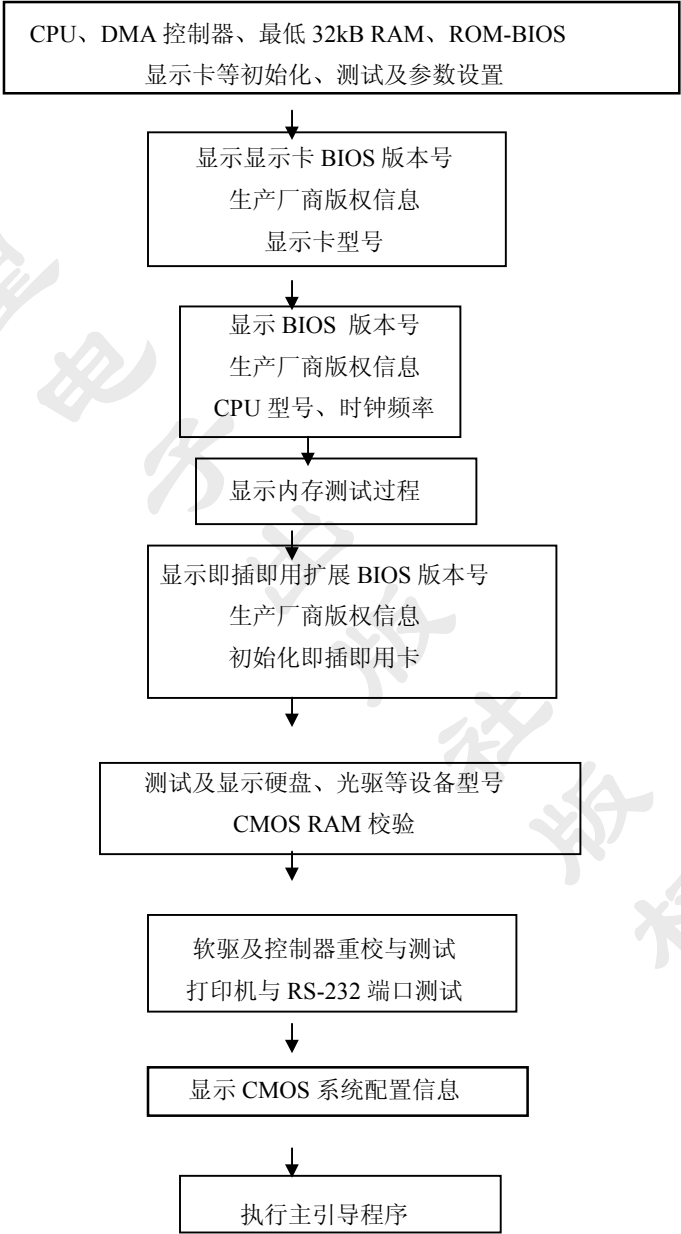 CPU、DMA 控制器、最低 32kB RAM、ROM-BIOS
显示卡等初始化、测试及参数设置
显示显示卡 BIOS 版本号
生产厂商版权信息
显示卡型号
显示 BIOS 版本号
生产厂商版权信息
CPU 型号、时钟频率
显示内存测试过程
显示即插即用扩展 BIOS 版本号
生产厂商版权信息
初始化即插即用卡
测试及显示硬盘、光驱等设备型号
CMOS RAM 校验
软驱及控制器重校与测试
打印机与 RS-232 端口测试
显示 CMOS 系统配置信息
执行主引导程序
电子出版社版